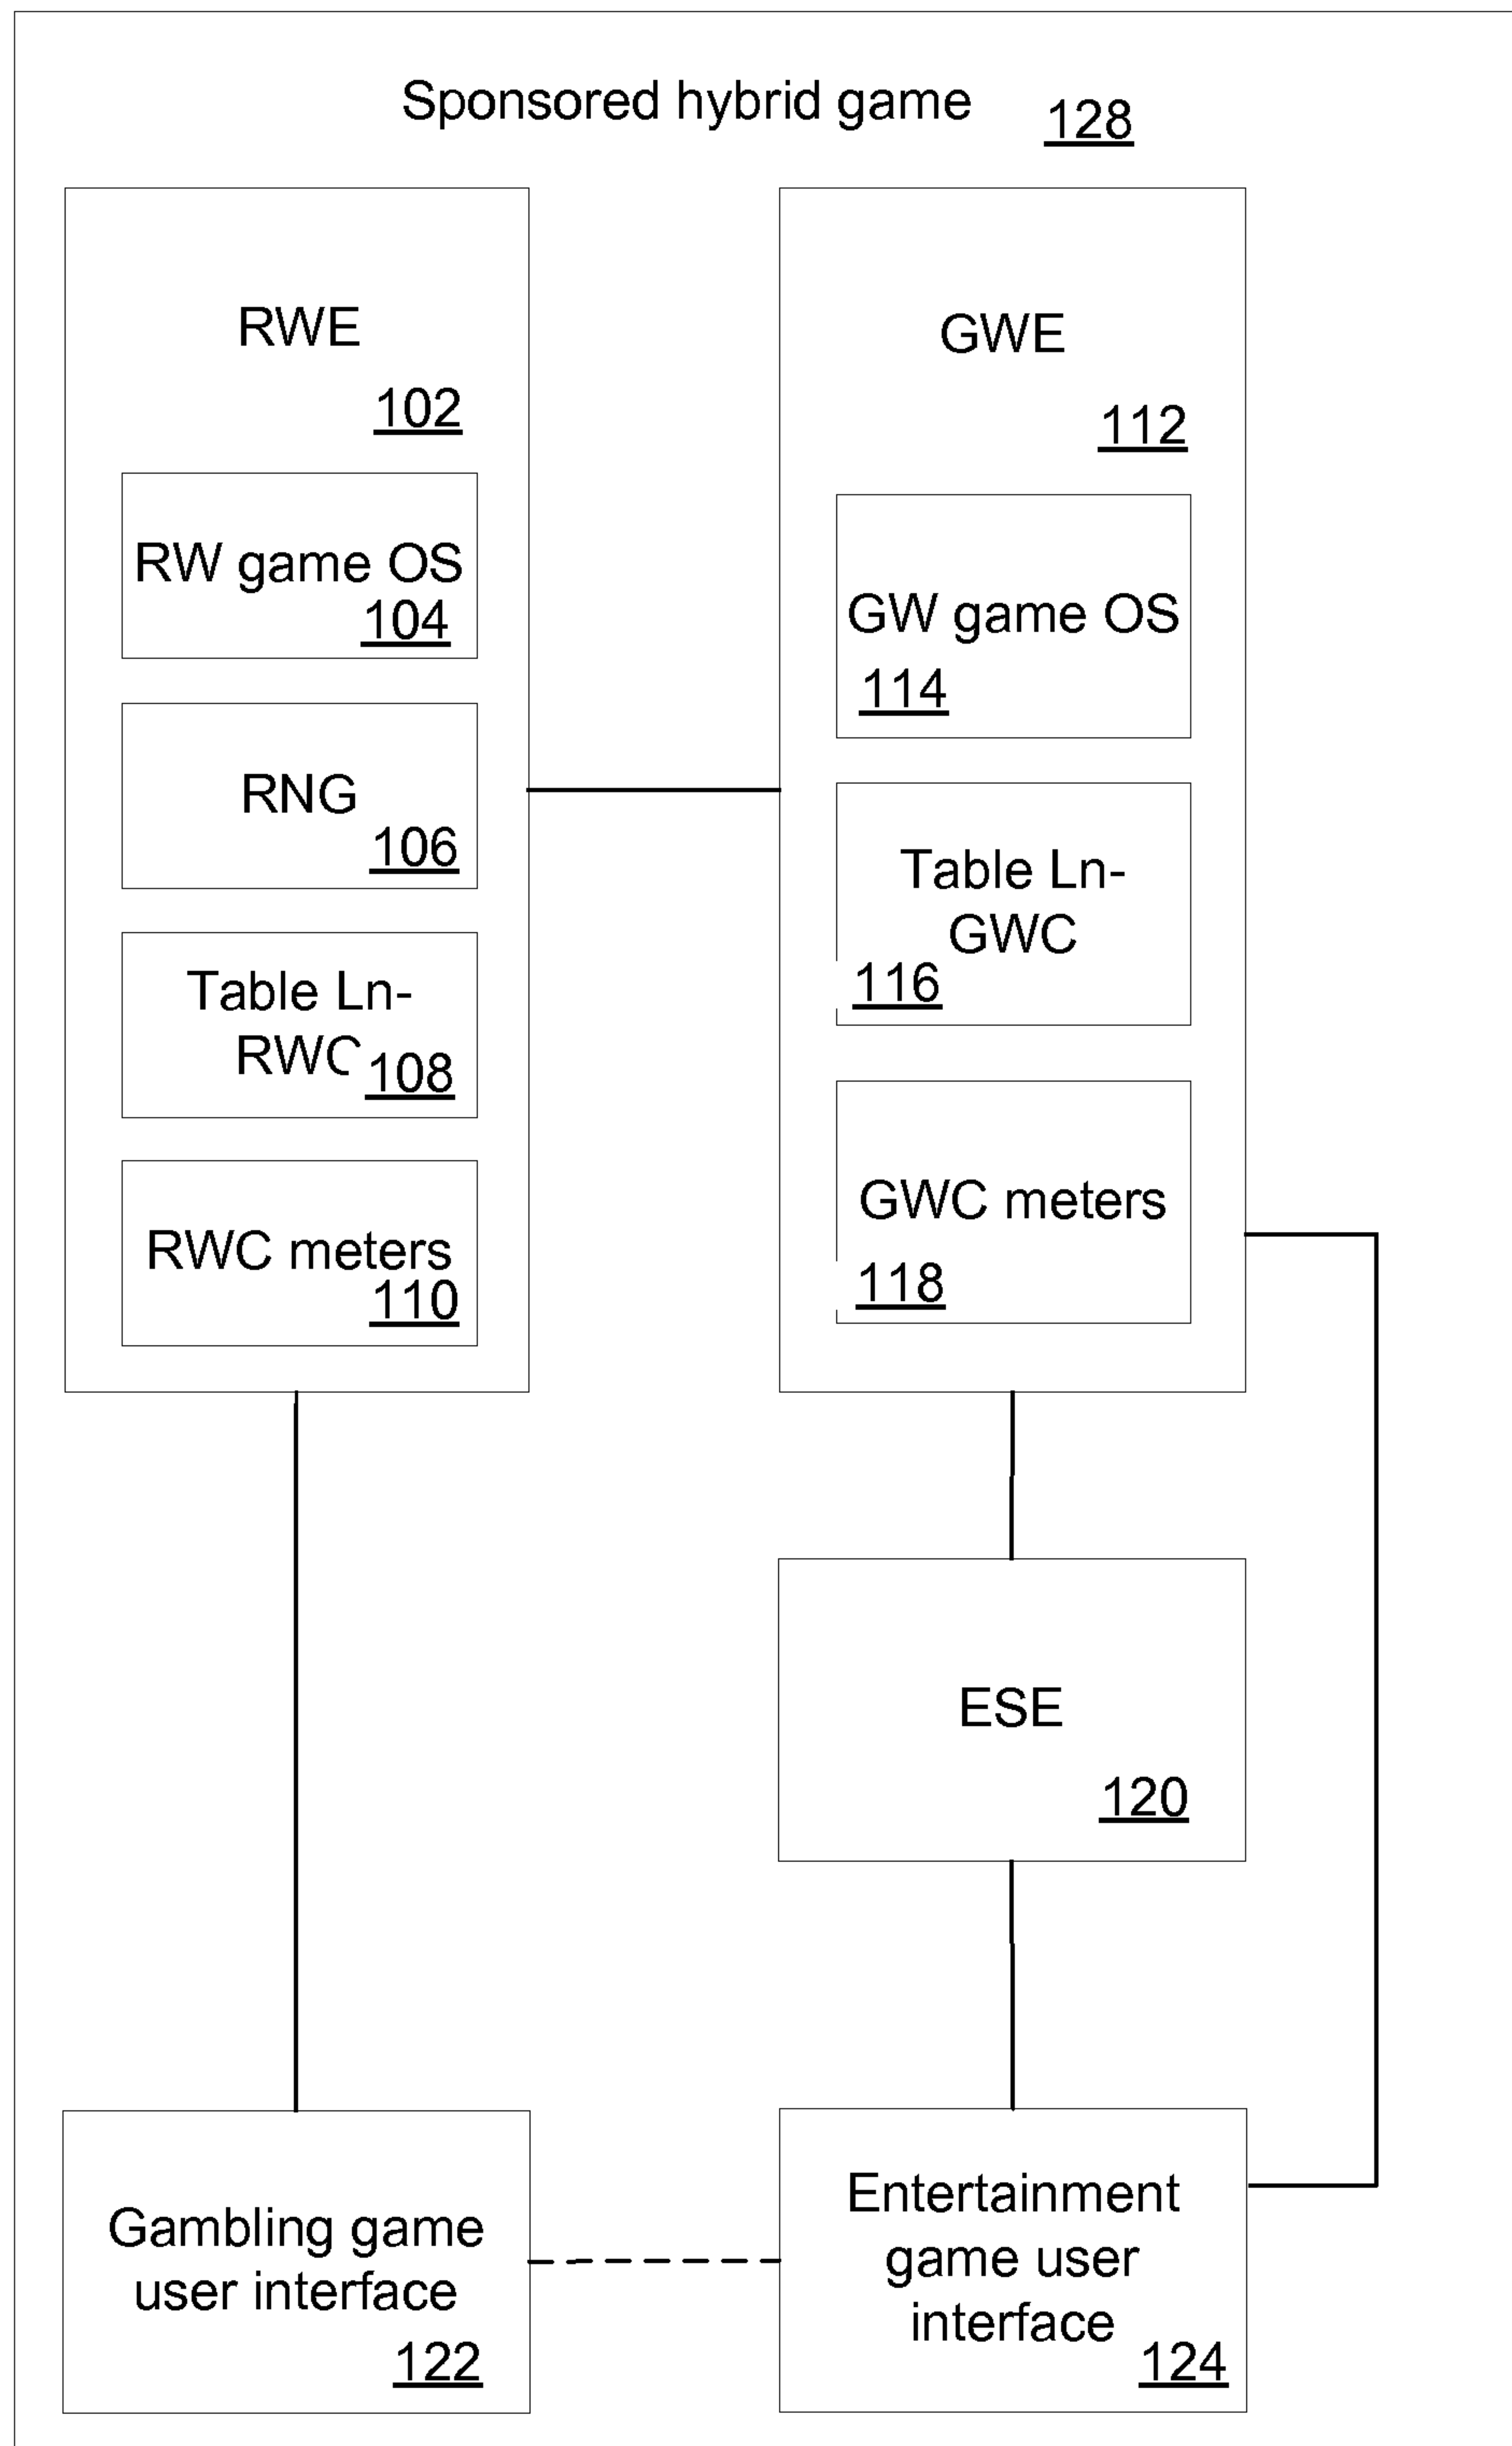 Sponsored hybrid game
128
RWE
102
RW game OS
104
RNG
106
Table Ln-
RWC
108
RWC meters
110
GWE
112
GW game OS
114
Table Ln-
GWC
116
GWC meters
118
ESE
120
Gambling game
user interface
122
Entertainment
game user
interface
124